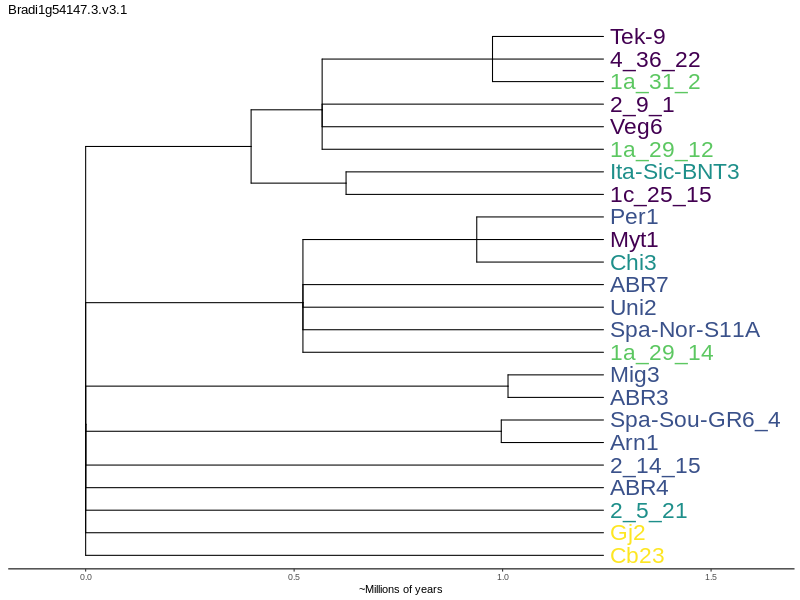 Bradi1g54147.3.v3.1
Tek-9
4_36_22
1a_31_2
2_9_1
Veg6
1a_29_12
Ita-Sic-BNT3
1c_25_15
Per1
Myt1
Chi3
ABR7
Uni2
Spa-Nor-S11A
1a_29_14
Mig3
ABR3
Spa-Sou-GR6_4
Arn1
2_14_15
ABR4
2_5_21
Gj2
Cb23
0.0 0.5 1.0 1.5
~Millions of years